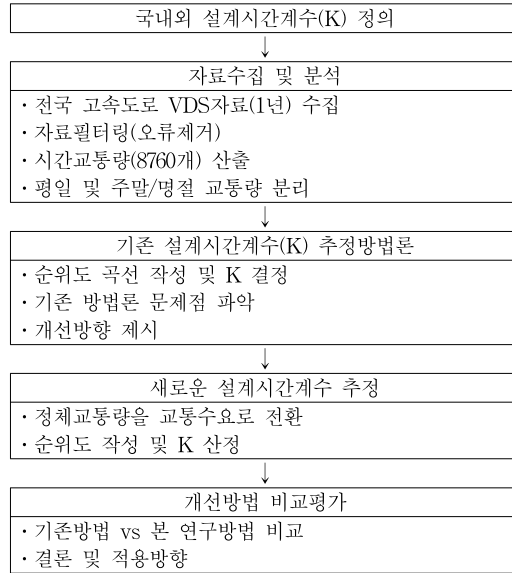 국내외 설계시간계수(K) 정의
자료수집 및 분석
· 전국 고속도로 VDS자료(1년) 수집
· 자료필터링(오류제거)
· 시간교통량(8760개) 산출
· 평일 및 주말/명절 교통량 분리
기존 설계시간계수(K) 추정방법론
· 순위도 곡선 작성 및 K 결정
· 기존 방법론 문제점 파악
· 개선방향 제시
새로운 설계시간계수 추정
· 정체교통량을 교통수요로 전환
· 순위도 작성 및 K 산정
개선방법 비교평가
· 기존방법 vs 본 연구방법 비교
· 결론 및 적용방향